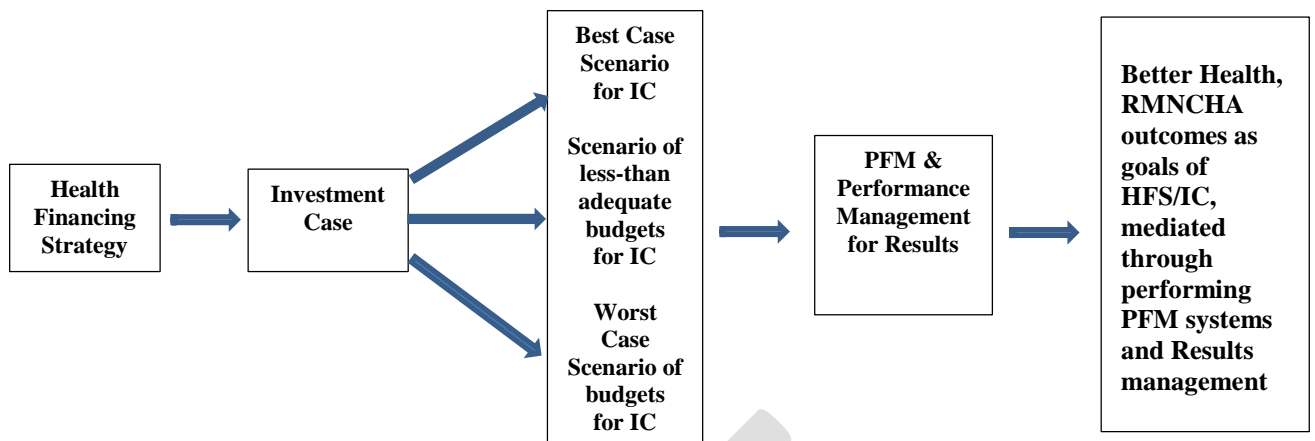 Health
Financing
Strategy
Investment
Case
Best Case
Scenario
for IC
Scenario of
less-than
adequate
budgets
for IC
Worst
Case
Scenario of
budgets
for IC
PFM &
Performance
Management
for Results
Better Health,
RMNCHA
outcomes as
goals of
HFS/IC,
mediated
through
performing
PFM systems
and Results
management